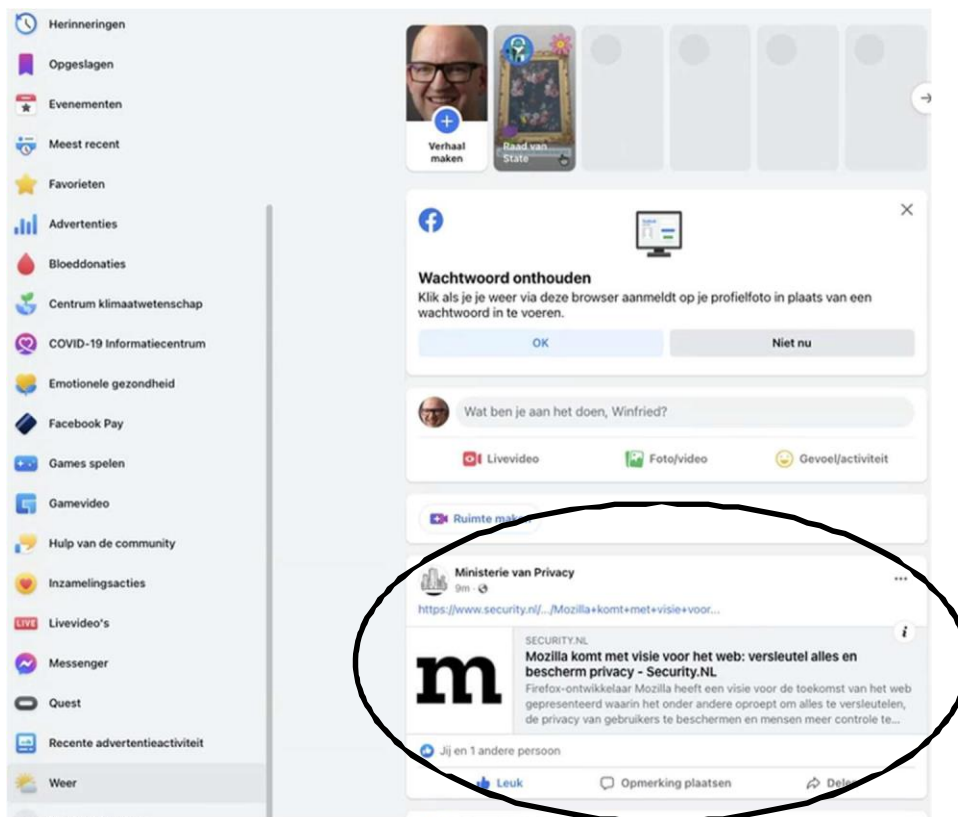 Herinneringen
Opgeslagen
Evenementen
Meest recent
Favorieten
Advertenties
Bloeddonaties
Centrum klimaatwetenschap
COVID-19 Informatiecentrum
Emotionele gezondheid
Facebook Pay
Games spelen
Gamevideo
Hulp van de community
Inzamelingsacties
LIVE Livevideo's
Messenger
Quest
Recente advertentieactiviteit
Weer
Verhaal
maken
Raad van
State
Wachtwoord onthouden
Klik als je je weer via deze browser aanmeldt op je profielfoto in plaats van een
wachtwoord in te voeren.
OK Niet nu
Wat ben je aan het doen, Winfried?
Livevideo Foto/video Gevoel/activiteit
Ruimte maken
Ministerie van Privacy
9m ·
https://www.security.nl/.../Mozilla+komt+met+visie+voor...
SECURITY.NL
m Mozilla komt met visie voor het web: versleutel alles en
bescherm privacy - Security.NL
Firefox-ontwikkelaar Mozilla heeft een visie voor de toekomst van het web
gepresenteerd waarin het onder andere oproept om alles te versleutelen,
de privacy van gebruikers te beschermen en mensen meer controle te...
Jij en 1 andere persoon
Leuk Opmerking plaatsen Delen